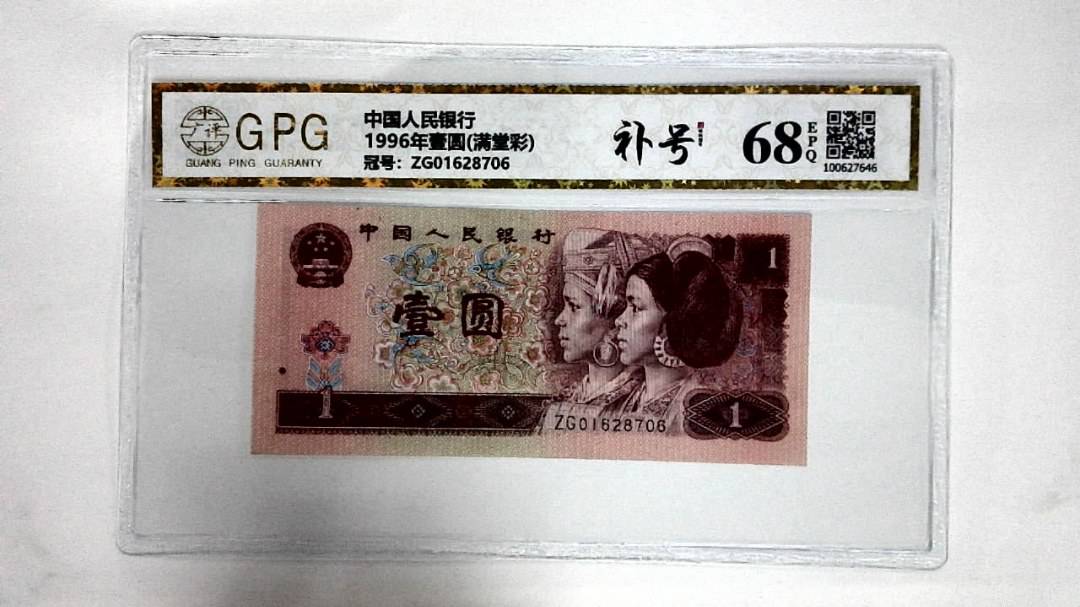 GPG
GUANG PING GUARANTY
中国人民银行
1996年壹圆(满堂彩)
冠号：ZG01628706
补号
68
EPQ
100627646
中国人民银行
1
壹圆
1
1
ZG01628706